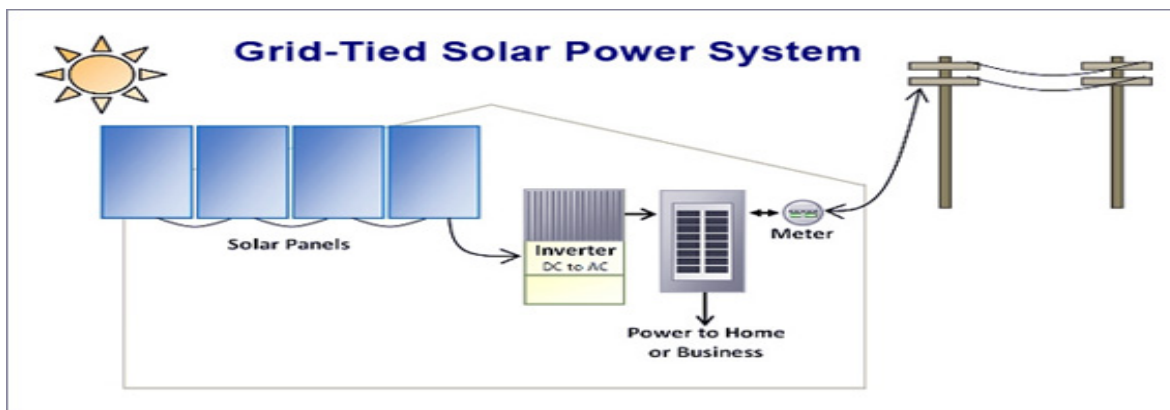 Grid-Tied Solar Power System
Solar Panels
Inverter
DC to AC
Meter
Power to Home
or Business